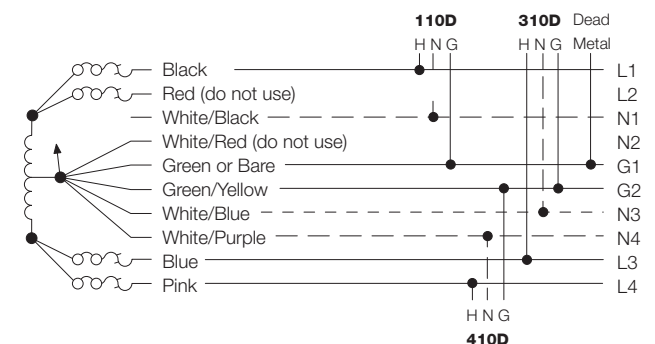 110D 310D Dead
H N G H N G Metal
Black L1
Red (do not use) L2
White/Black N1
White/Red (do not use) N2
Green or Bare G1
Green/Yellow G2
White/Blue N3
White/Purple N4
Blue L3
Pink L4
H N G
410D